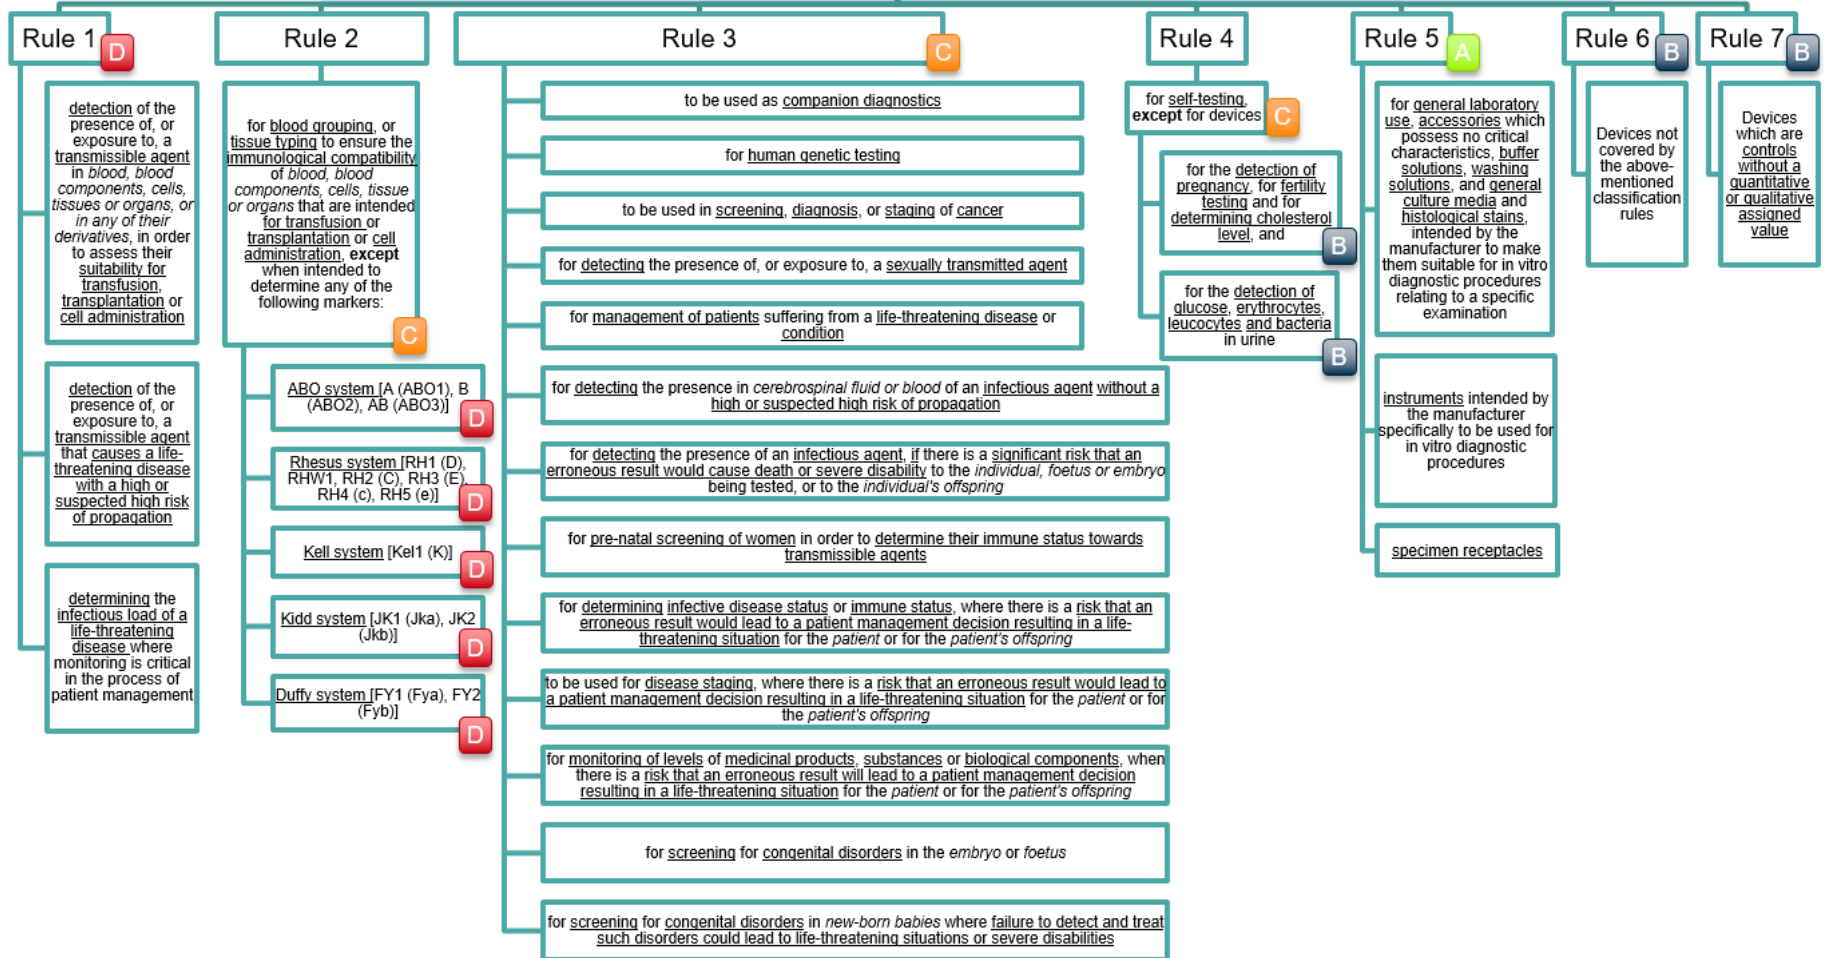 Rule 1
D
detection of the
presence of, or
exposure to, a
transmissible agent
in blood, blood
components, cells,
tissues or organs, or
in any of their
derivatives, in order
to assess their
suitability for
transfusion,
transplantation or
cell administration
detection of the
presence of, or
exposure to, a
transmissible agent
that causes a life-
threatening disease
with a high or
suspected high risk
of propagation
determining the
infectious load of a
life-threatening
disease where
monitoring is critical
in the process of
patient management
Rule 2
for blood grouping, or
tissue typing to ensure the
immunological compatibility
of blood, blood
components, cells, tissue
or organs that are intended
for transfusion or
transplantation or cell
administration, except
when intended to
determine any of the
following markers:
C
ABO system [A (ABO1), B
(ABO2), AB (ABO3)]
D
Rhesus system [RH1 (D),
RHW1, RH2 (C), RH3 (E),
RH4 (c), RH5 (e)]
D
Kell system [Kel1 (K)]
D
Kidd system [JK1 (Jka), JK2
(Jkb)]
D
Duffy system [FY1 (Fya), FY2
(Fyb)]
D
Rule 3
C
to be used as companion diagnostics
for human genetic testing
to be used in screening, diagnosis, or staging of cancer
for detecting the presence of, or exposure to, a sexually transmitted agent
for management of patients suffering from a life-threatening disease or
condition
for detecting the presence in cerebrospinal fluid or blood of an infectious agent without a
high or suspected high risk of propagation
for detecting the presence of an infectious agent, if there is a significant risk that an
erroneous result would cause death or severe disability to the individual, foetus or embryo
being tested, or to the individual's offspring
for pre-natal screening of women in order to determine their immune status towards
transmissible agents
for determining infective disease status or immune status, where there is a risk that an
erroneous result would lead to a patient management decision resulting in a life-
threatening situation for the patient or for the patient's offspring
to be used for disease staging, where there is a risk that an erroneous result would lead to
a patient management decision resulting in a life-threatening situation for the patient or for
the patient's offspring
for monitoring of levels of medicinal products, substances or biological components, when
there is a risk that an erroneous result will lead to a patient management decision
resulting in a life-threatening situation for the patient or for the patient's offspring
for screening for congenital disorders in the embryo or foetus
for screening for congenital disorders in new-born babies where failure to detect and treat
such disorders could lead to life-threatening situations or severe disabilities
Rule 4
for self-testing,
except for devices
C
for the detection of
pregnancy, for fertility
testing and for
determining cholesterol
level, and
B
for the detection of
glucose, erythrocytes,
leucocytes and bacteria
in urine
B
Rule 5
A
for general laboratory
use, accessories which
possess no critical
characteristics, buffer
solutions, washing
solutions, and general
culture media and
histological stains,
intended by the
manufacturer to make
them suitable for in vitro
diagnostic procedures
relating to a specific
examination
instruments intended by
the manufacturer
specifically to be used for
in vitro diagnostic
procedures
specimen receptacles
Rule 6
B
Devices not
covered by
the above-
mentioned
classification
rules
Rule 7
B
Devices
which are
controls
without a
quantitative
or qualitative
assigned
value